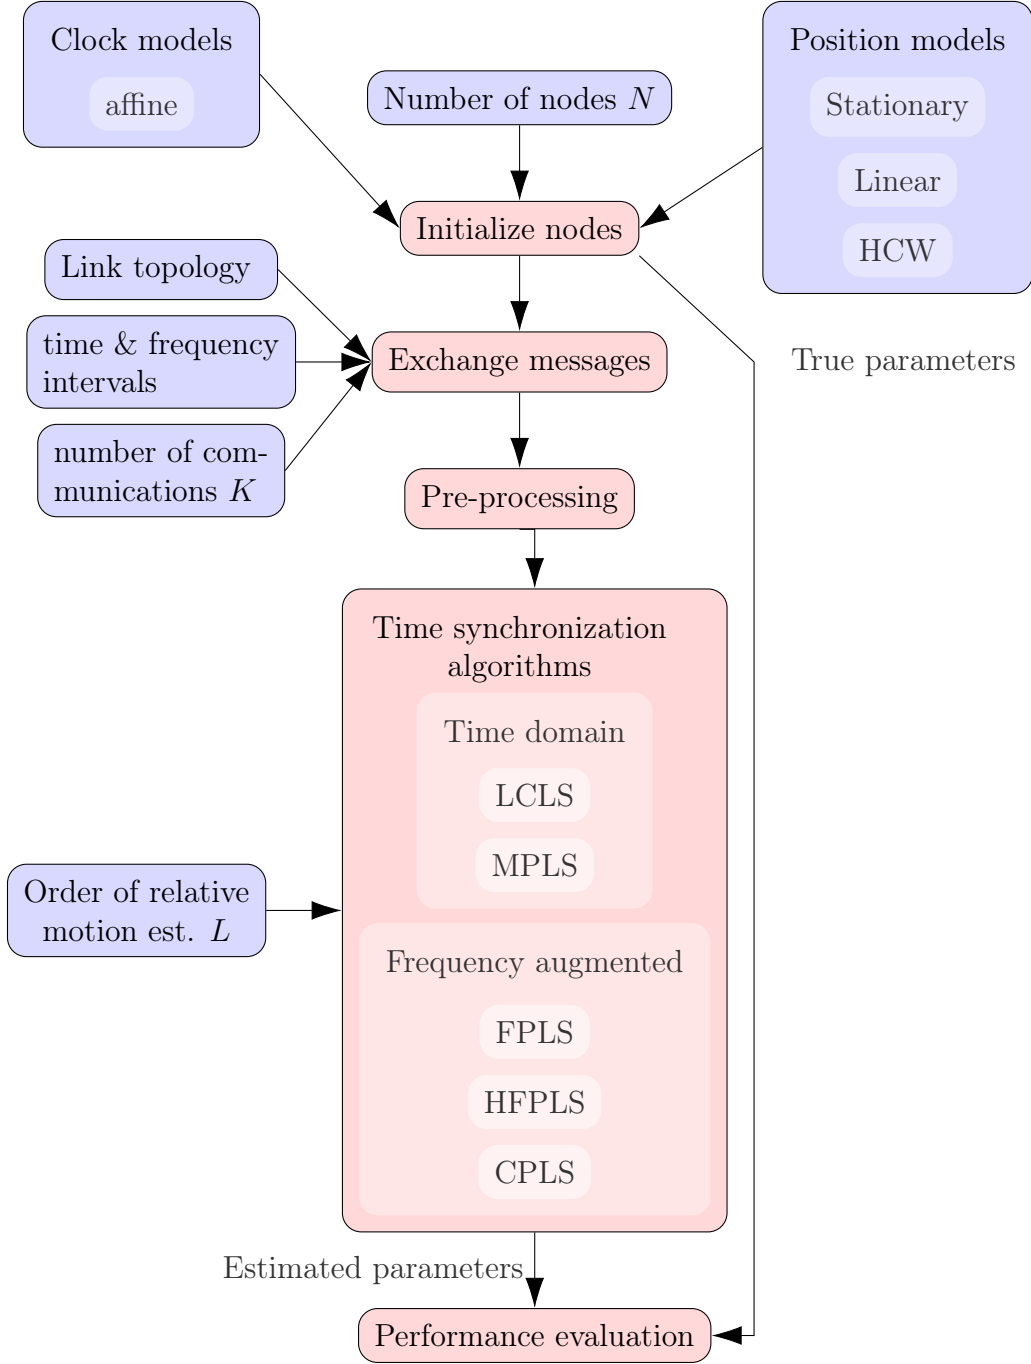 Clock models
affine
Number of nodes N
Position models
Stationary
Linear
HCW
Initialize nodes
Link topology
time & frequency
intervals
number of com-
munications K
Exchange messages
True parameters
Pre-processing
Time synchronization
algorithms
Time domain
LCLS
MPLS
Order of relative
motion est. L
Frequency augmented
FPLS
HFPLS
CPLS
Estimated parameters
Performance evaluation